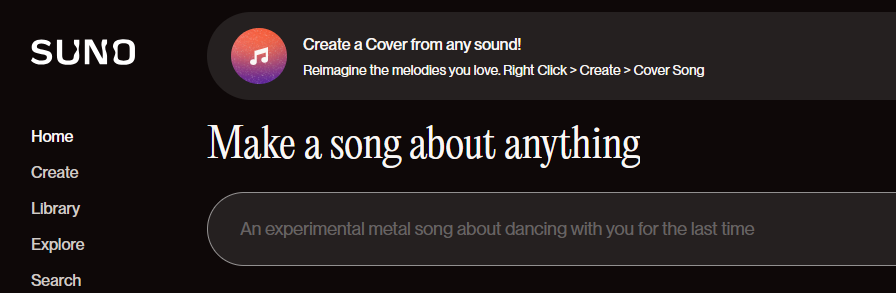 SUNO
Create a Cover from any sound!
Reimagine the melodies you love. Right Click > Create > Cover Song
Home
Create
Library
Explore
Search
Make a song about anything
An experimental metal song about dancing with you for the last time